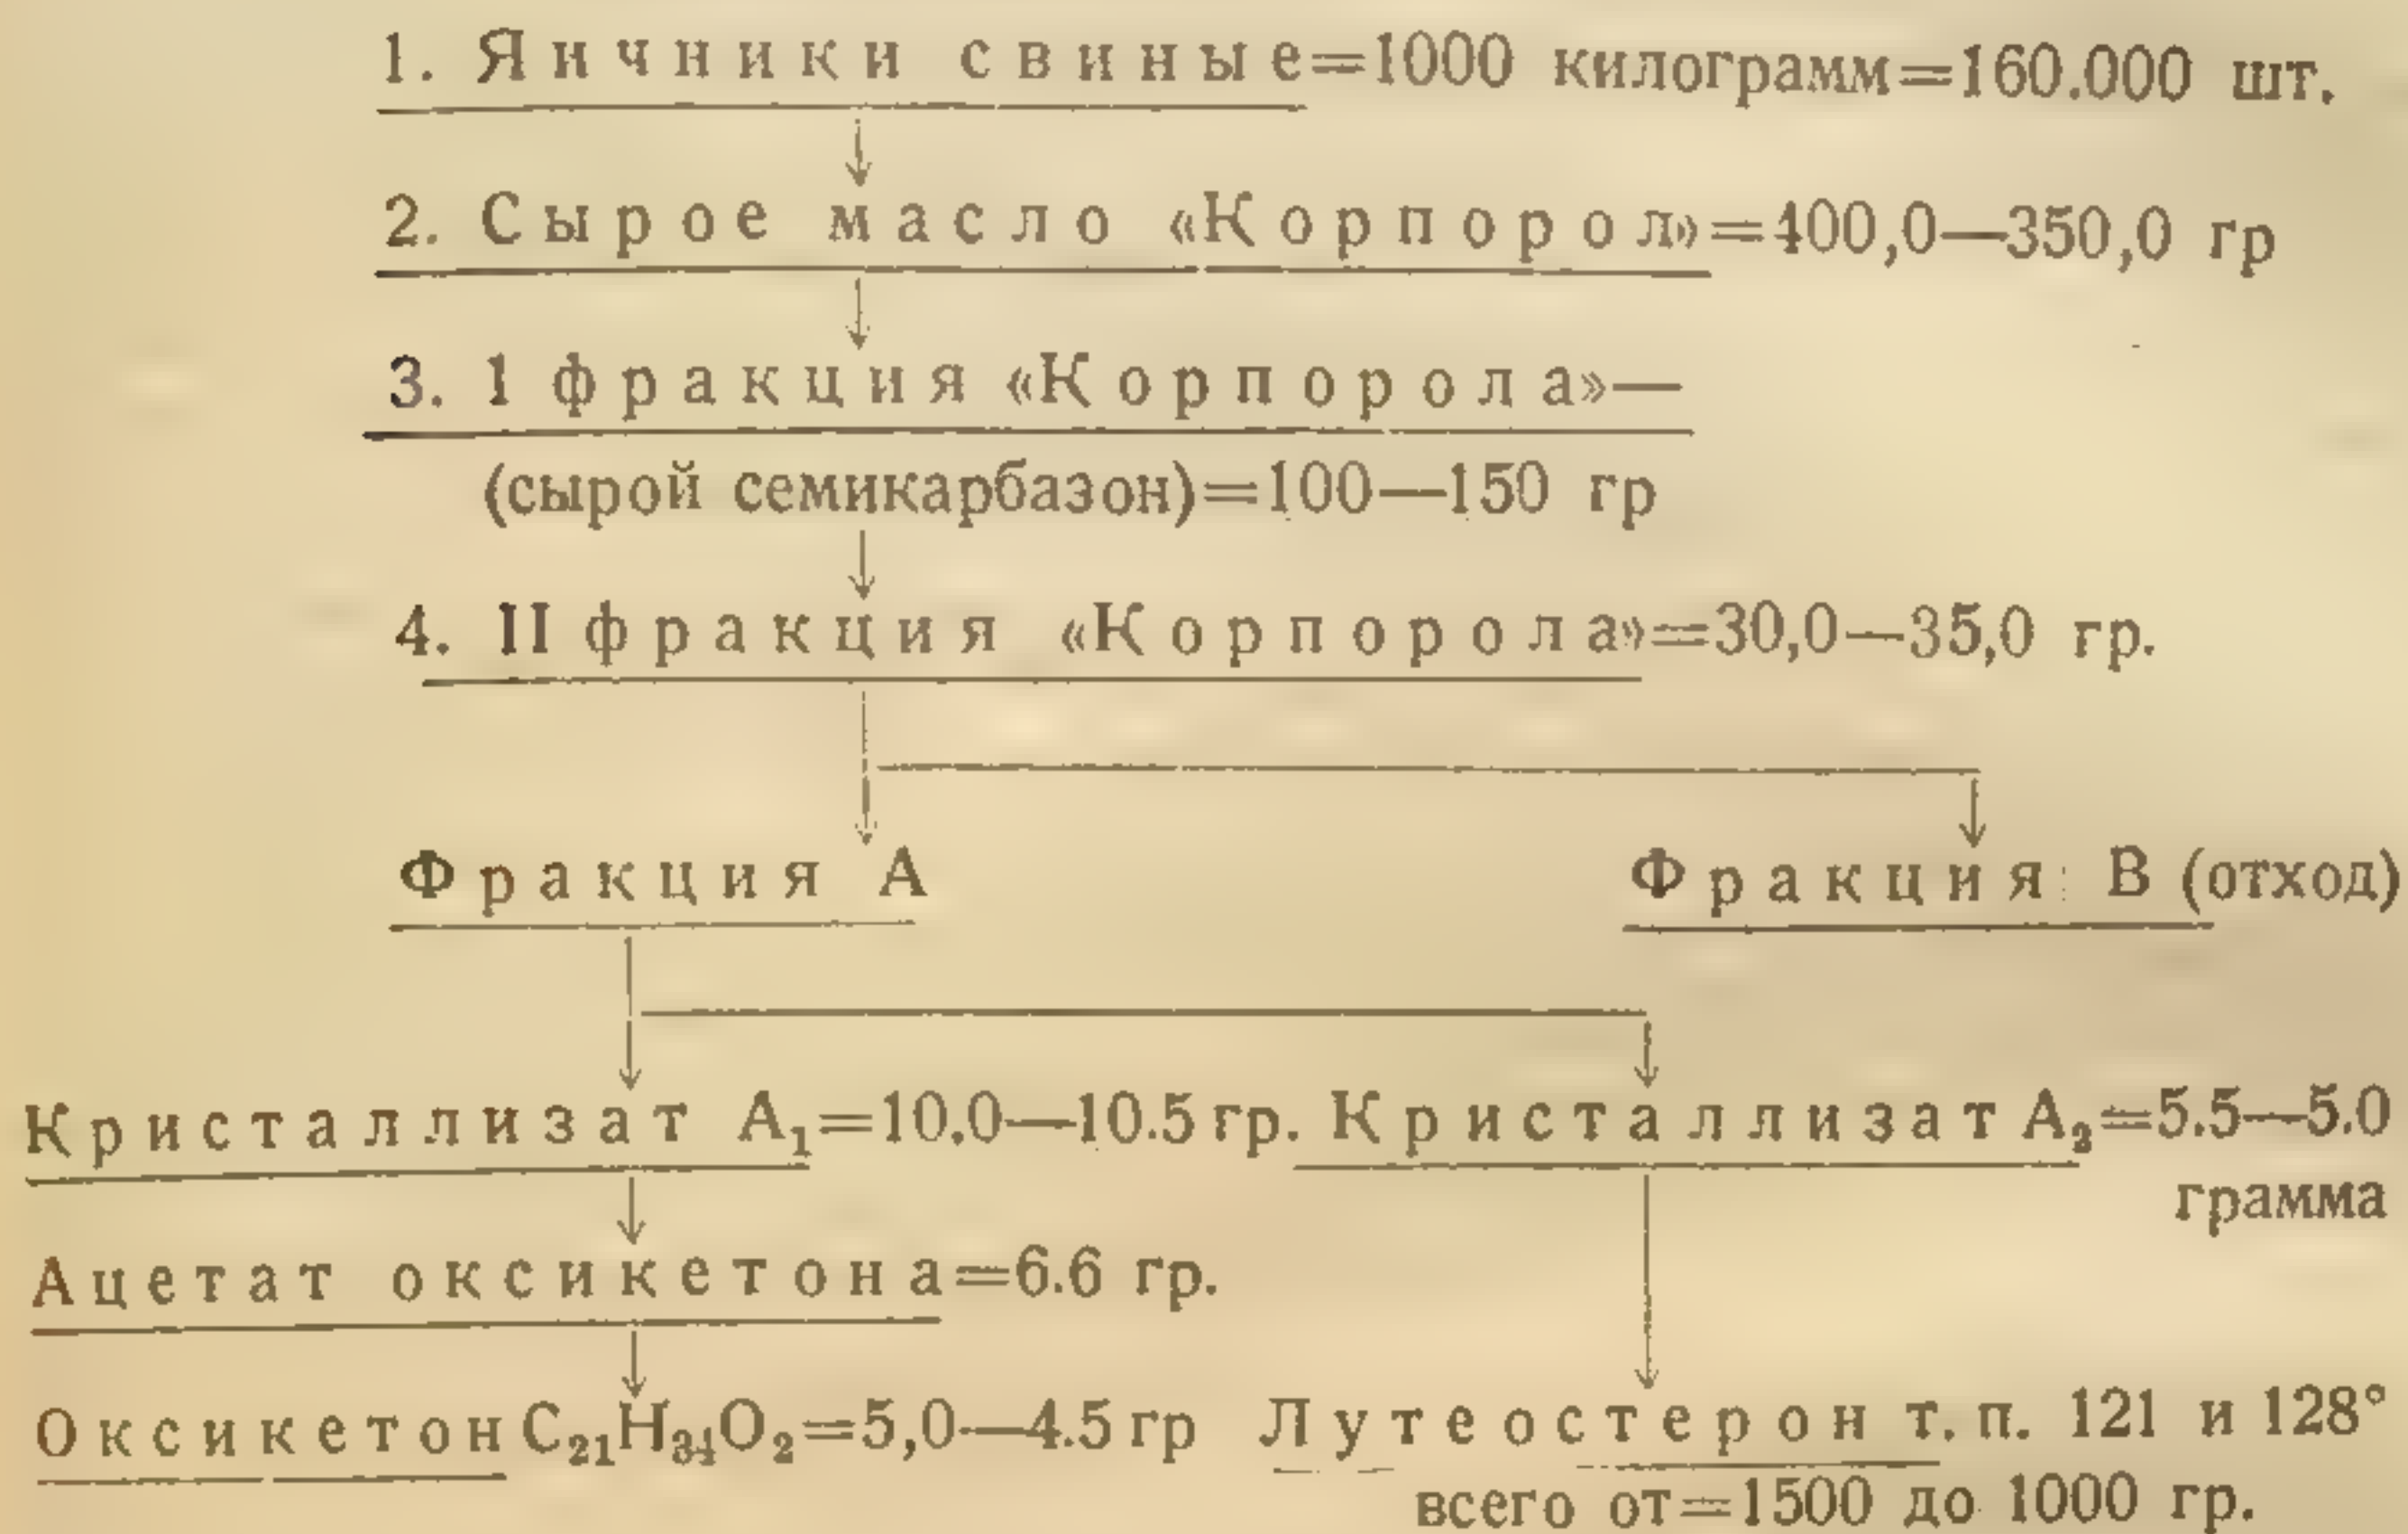 1. Яичники свиные=1000 килограмм=160.000 шт.
2. Сырое масло «Корпорол»=400,0—350,0 гр
3. 1 фракция «Корпорола»—
(сырой семикарбазон)=100—150 гр
4. II фракция «Корпорола»=30,0—35,0 гр.
Фракция А
Фракция В (отход)
Кристаллизат А₁=10,0—10.5 гр.
Кристаллизат А₂=5.5—5.0
грамма
Ацетат оксикетона=6.6 гр.
Оксикетон C₂₁H₃₄O₂=5,0—4.5 гр
Лутеостерон т. п. 121 и 128°
всего от=1500 до 1000 гр.